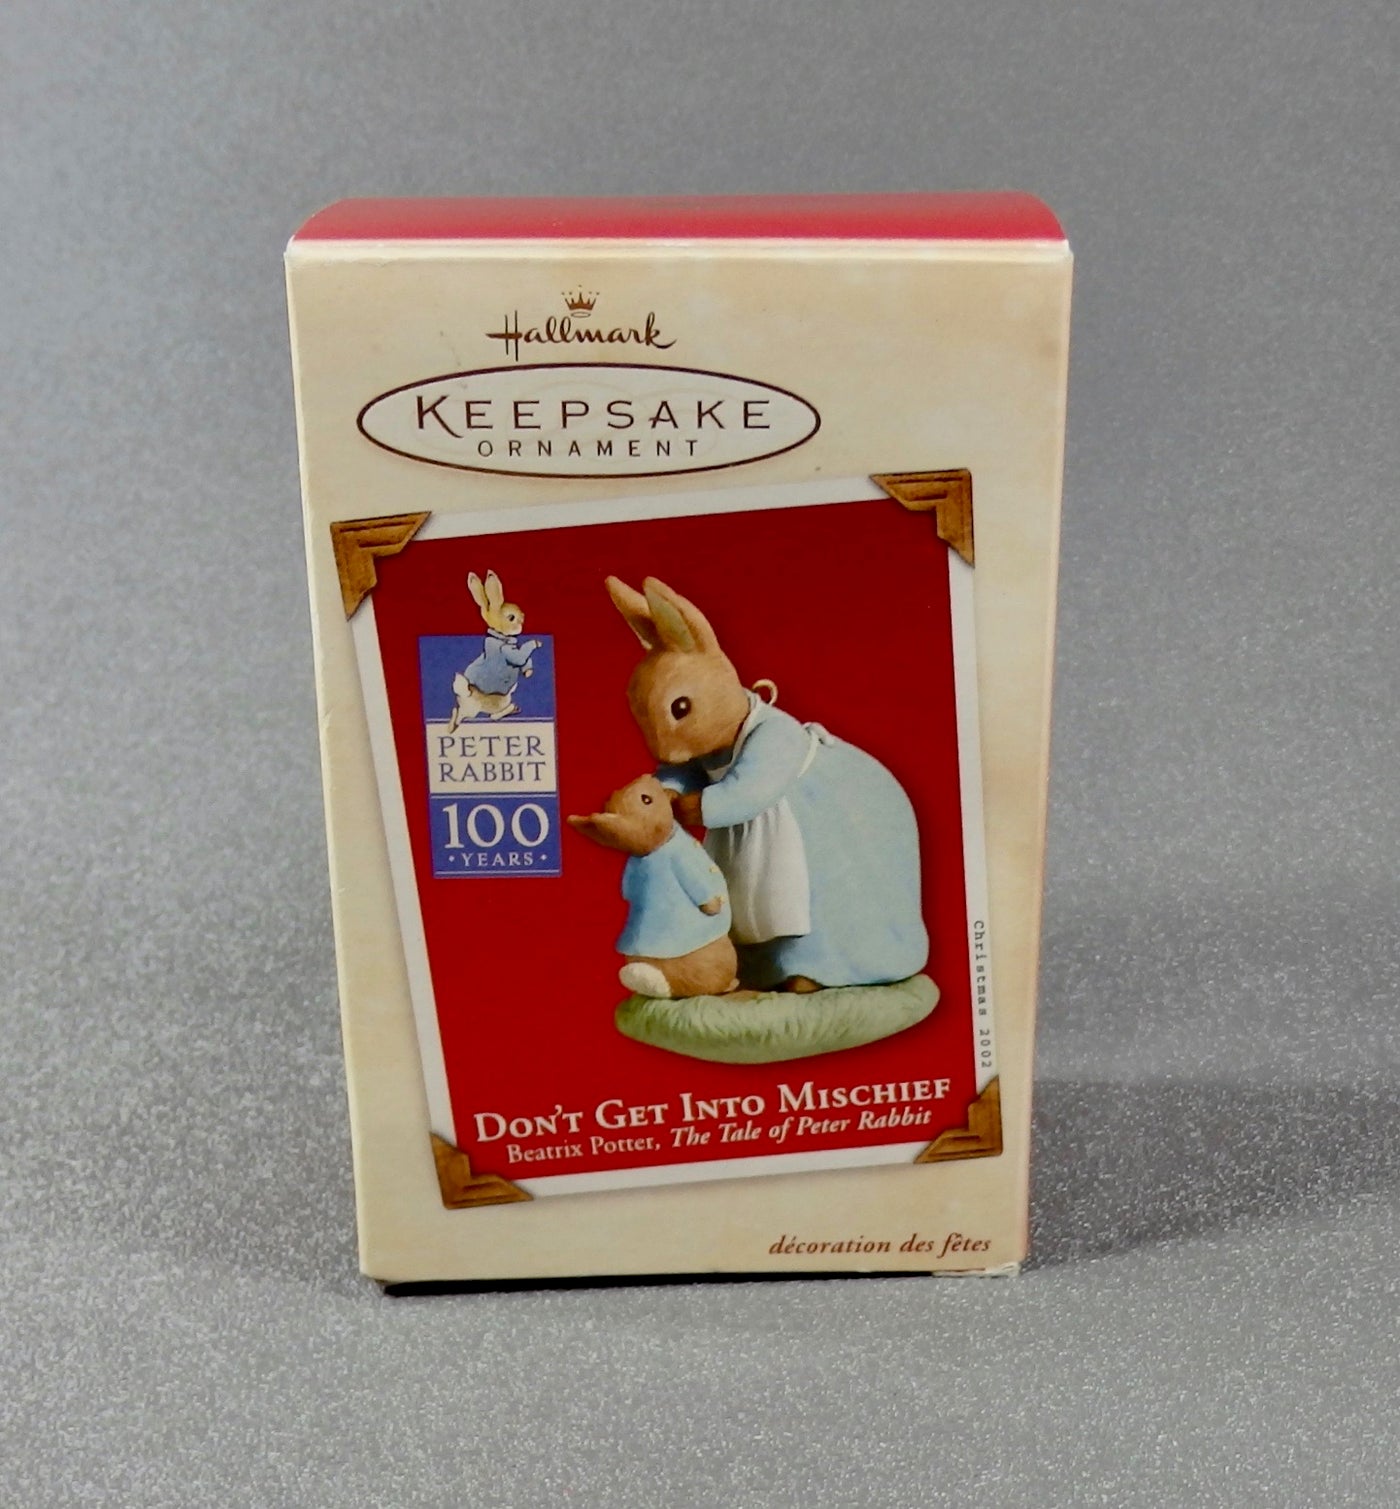 Hallmark
KEEPSAKE
ORNAMENT
PETER
RABBIT
100
• YEARS •
Christmas 2002
DON'T GET INTO MISCHIEF
Beatrix Potter, The Tale of Peter Rabbit
décoration des fêtes